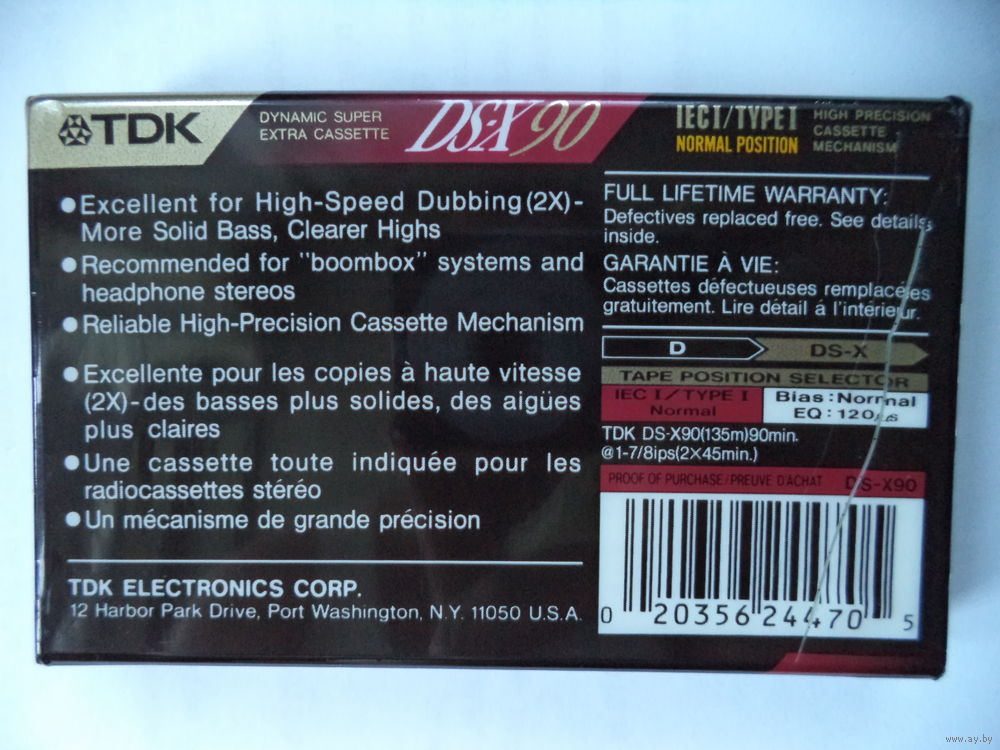 TDK
DYNAMIC SUPER
EXTRA CASSETTE
DS-X90
IECI/TYPE I
NORMAL POSITION
HIGH PRECISION
CASSETTE
MECHANISM
●Excellent for High-Speed Dubbing(2X)-
More Solid Bass, Clearer Highs
●Recommended for "boombox" systems and
headphone stereos
●Reliable High-Precision Cassette Mechanism
●Excellente pour les copies à haute vitesse
(2X)-des basses plus solides, des aigües
plus claires
●Une cassette toute indiquée pour les
radiocassettes stéréo
●Un mécanisme de grande précision
TDK ELECTRONICS CORP.
12 Harbor Park Drive, Port Washington, N.Y. 11050 U.S.A.
FULL LIFETIME WARRANTY:
Defectives replaced free. See details
inside.
GARANTIE À VIE:
Cassettes défectueuses remplacées
gratuitement. Lire détail á l'intérieur.
D DS-X
TAPE POSITION SELECTOR
IEC I/TYPE I
Normal
Bias:Normal
EQ:120μs
TDK DS-X90(135m)90min.
@1-7/8ips(2X45min.)
PROOF OF PURCHASE/PREUVE D'ACHAT DS-X90
0 20356 24470 5
www.ay.by